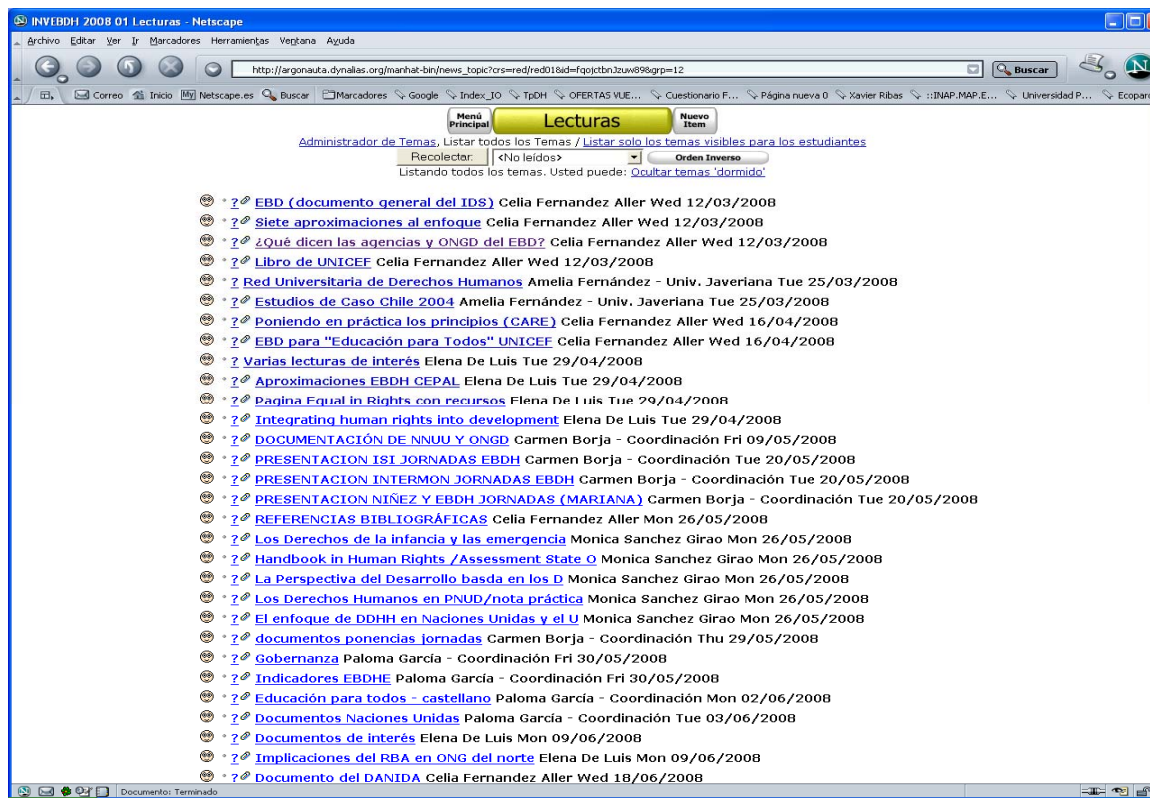 INVEBDH 2008 01 Lecturas - Netscape
Archivo Editar Ver Ir Marcadores Herramientas Ventana Ayuda
http://argonauta.dynalias.org/manhat-bin/news_topic?crs=red/red01&id=fqojctbnJzuw89&grp=12 Buscar
Correo Inicio My Netscape.es Buscar Marcadores Google Index_IO TpDH OFERTAS VUE... Cuestionario F... Página nueva 0 Xavier Ribas ::INAP.MAP.E... Universidad P... Ecoparc
Menú Principal Lecturas Nuevo Item
Administrador de Temas, Listar todos los Temas / Listar solo los temas visibles para los estudiantes
Recolectar: <No leídos> Orden Inverso
Listando todos los temas. Usted puede: Ocultar temas 'dormido'
? EBD (documento general del IDS) Celia Fernandez Aller Wed 12/03/2008
? Siete aproximaciones al enfoque Celia Fernandez Aller Wed 12/03/2008
? ¿Qué dicen las agencias y ONGD del EBD? Celia Fernandez Aller Wed 12/03/2008
? Libro de UNICEF Celia Fernandez Aller Wed 12/03/2008
? Red Universitaria de Derechos Humanos Amelia Fernández - Univ. Javeriana Tue 25/03/2008
? Estudios de Caso Chile 2004 Amelia Fernández - Univ. Javeriana Tue 25/03/2008
? Poniendo en práctica los principios (CARE) Celia Fernandez Aller Wed 16/04/2008
? EBD para "Educación para Todos" UNICEF Celia Fernandez Aller Wed 16/04/2008
? Varias lecturas de interés Elena De Luis Tue 29/04/2008
? Aproximaciones EBDH CEPAL Elena De Luis Tue 29/04/2008
? Pagina Equal in Rights con recursos Elena De Luis Tue 29/04/2008
? Integrating human rights into development Elena De Luis Tue 29/04/2008
? DOCUMENTACIÓN DE NNUU Y ONGD Carmen Borja - Coordinación Fri 09/05/2008
? PRESENTACION ISI JORNADAS EBDH Carmen Borja - Coordinación Tue 20/05/2008
? PRESENTACION INTERMON JORNADAS EBDH Carmen Borja - Coordinación Tue 20/05/2008
? PRESENTACION NIÑEZ Y EBDH JORNADAS (MARIANA) Carmen Borja - Coordinación Tue 20/05/2008
? REFERENCIAS BIBLIOGRÁFICAS Celia Fernandez Aller Mon 26/05/2008
? Los Derechos de la infancia y las emergencia Monica Sanchez Girao Mon 26/05/2008
? Handbook in Human Rights /Assessment State O Monica Sanchez Girao Mon 26/05/2008
? La Perspectiva del Desarrollo basda en los D Monica Sanchez Girao Mon 26/05/2008
? Los Derechos Humanos en PNUD/nota práctica Monica Sanchez Girao Mon 26/05/2008
? El enfoque de DDHH en Naciones Unidas y el U Monica Sanchez Girao Mon 26/05/2008
? documentos ponencias jornadas Carmen Borja - Coordinación Thu 29/05/2008
? Gobernanza Paloma García - Coordinación Fri 30/05/2008
? Indicadores EBDHE Paloma García - Coordinación Fri 30/05/2008
? Educación para todos - castellano Paloma García - Coordinación Mon 02/06/2008
? Documentos Naciones Unidas Paloma García - Coordinación Tue 03/06/2008
? Documentos de interés Elena De Luis Mon 09/06/2008
? Implicaciones del RBA en ONG del norte Elena De Luis Mon 09/06/2008
? Documento del DANIDA Celia Fernandez Aller Wed 18/06/2008
Documento: Terminado